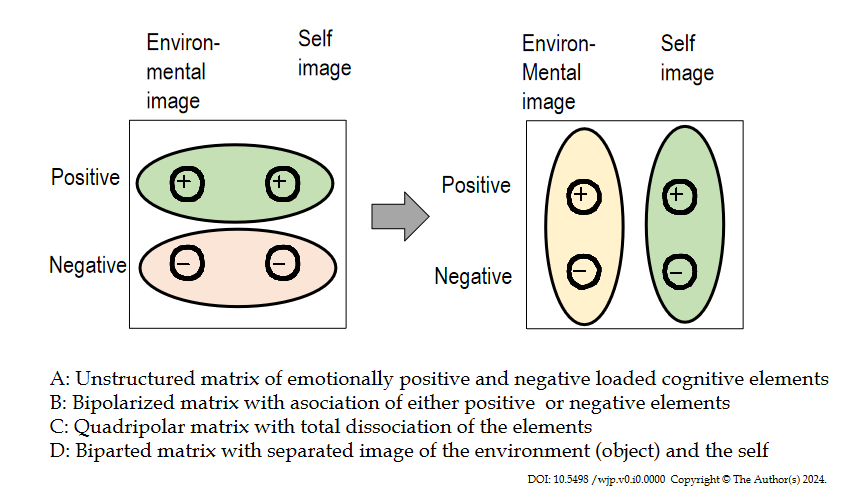 Environ-
mental
image
Self
image
Positive
+ +
Negative
− −
Environ-
Mental
image
Self
image
Positive
+ +
Negative
− −
A: Unstructured matrix of emotionally positive and negative loaded cognitive elements
B: Bipolarized matrix with asociation of either positive or negative elements
C: Quadripolar matrix with total dissociation of the elements
D: Biparted matrix with separated image of the environment (object) and the self
DOI: 10.5498 /wjp.v0.i0.0000 Copyright © The Author(s) 2024.